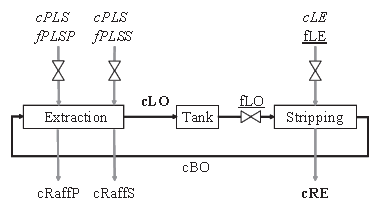 cPLS cPLS cLE
fPLSP fPLSS fLE
cLO fLO
Extraction Tank Stripping
cBO
cRaffP cRaffS cRE